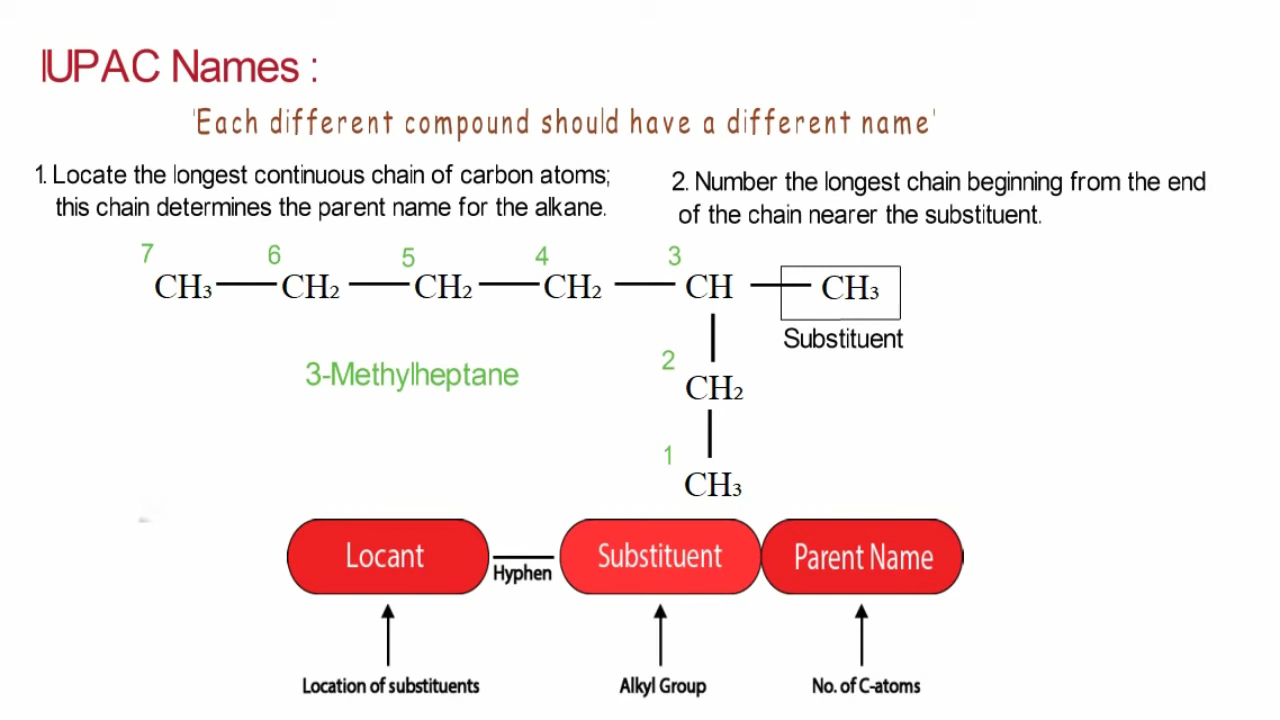 IUPAC Names :
'Each different compound should have a different name'
1. Locate the longest continuous chain of carbon atoms;
this chain determines the parent name for the alkane.
2. Number the longest chain beginning from the end
of the chain nearer the substituent.
7 6 5 4 3
CH₃ CH₂ CH₂ CH₂ CH CH₃
Substituent
3-Methylheptane
2
CH₂
1
CH₃
Locant Hyphen Substituent Parent Name
Location of substituents Alkyl Group No. of C-atoms